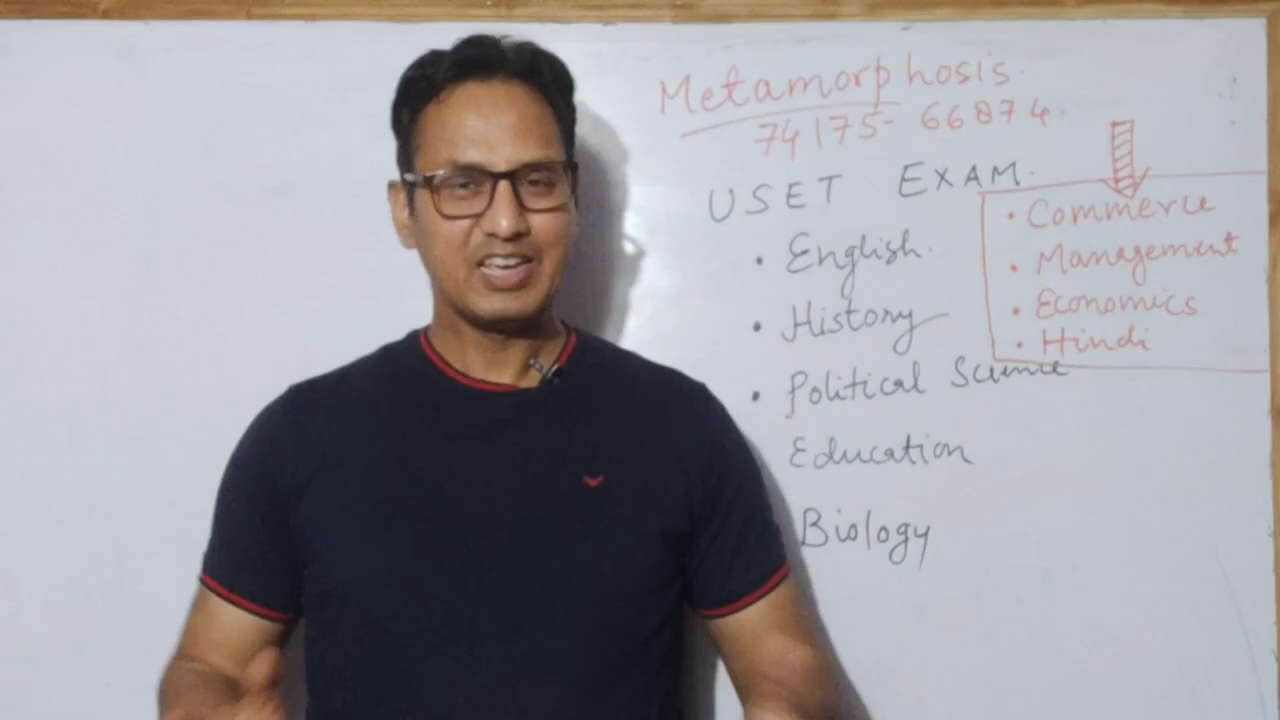 Metamorphosis.
74175-66874
USET EXAM.
• English.
• History
• Political Science
Education
Biology
• Commerce
• Management
• Economics
• Hindi